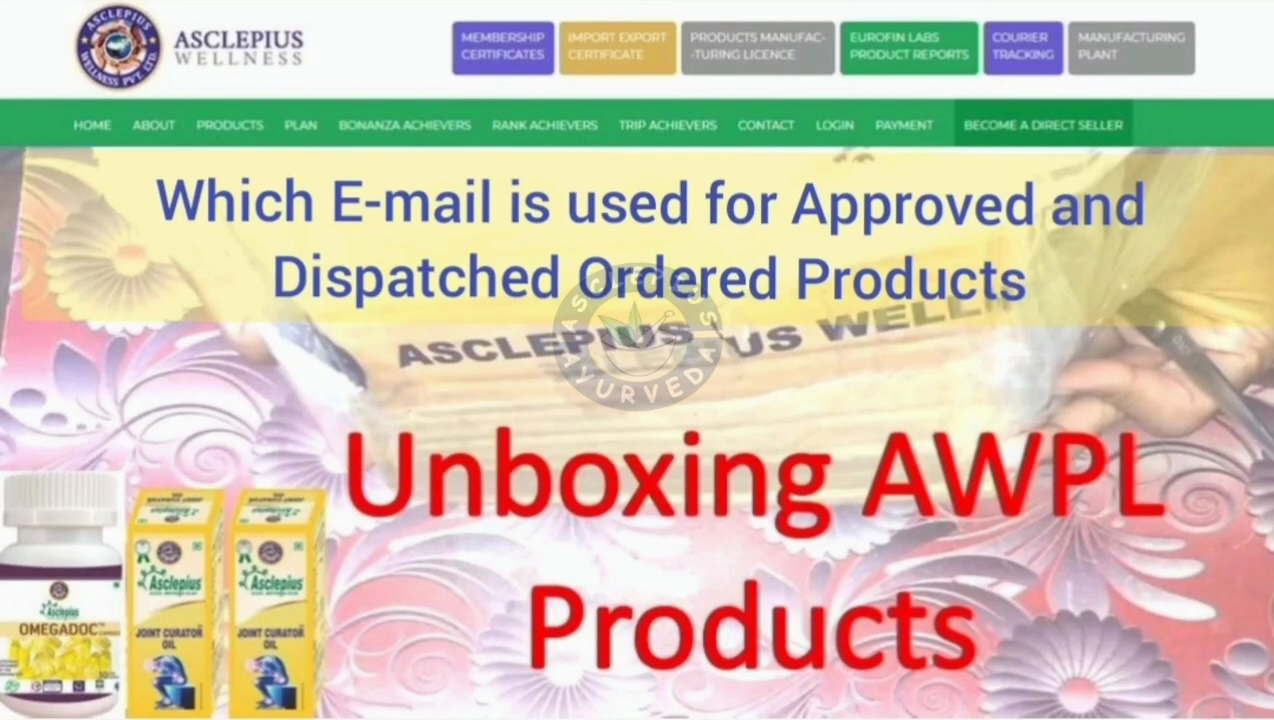 ASCLEPIUS
WELLNESS PVT. LTD.
ASCLEPIUS
WELLNESS
MEMBERSHIP
CERTIFICATES
IMPORT EXPORT
CERTIFICATE
PRODUCTS MANUFAC-
-TURING LICENCE
EUROFIN LABS
PRODUCT REPORTS
COURIER
TRACKING
MANUFACTURING
PLANT
HOME ABOUT PRODUCTS PLAN BONANZA ACHIEVERS RANK ACHIEVERS TRIP ACHIEVERS CONTACT LOGIN PAYMENT BECOME A DIRECT SELLER
Which E-mail is used for Approved and
Dispatched Ordered Products
ASCLEPIUS
AYURVEDA
ASCLEPIUS
US WELL
Unboxing AWPL
Products
Asclepius
OMEGADOC
Asclepius
JOINT CURATOR
OIL
Asclepius
JOINT CURATOR
OIL